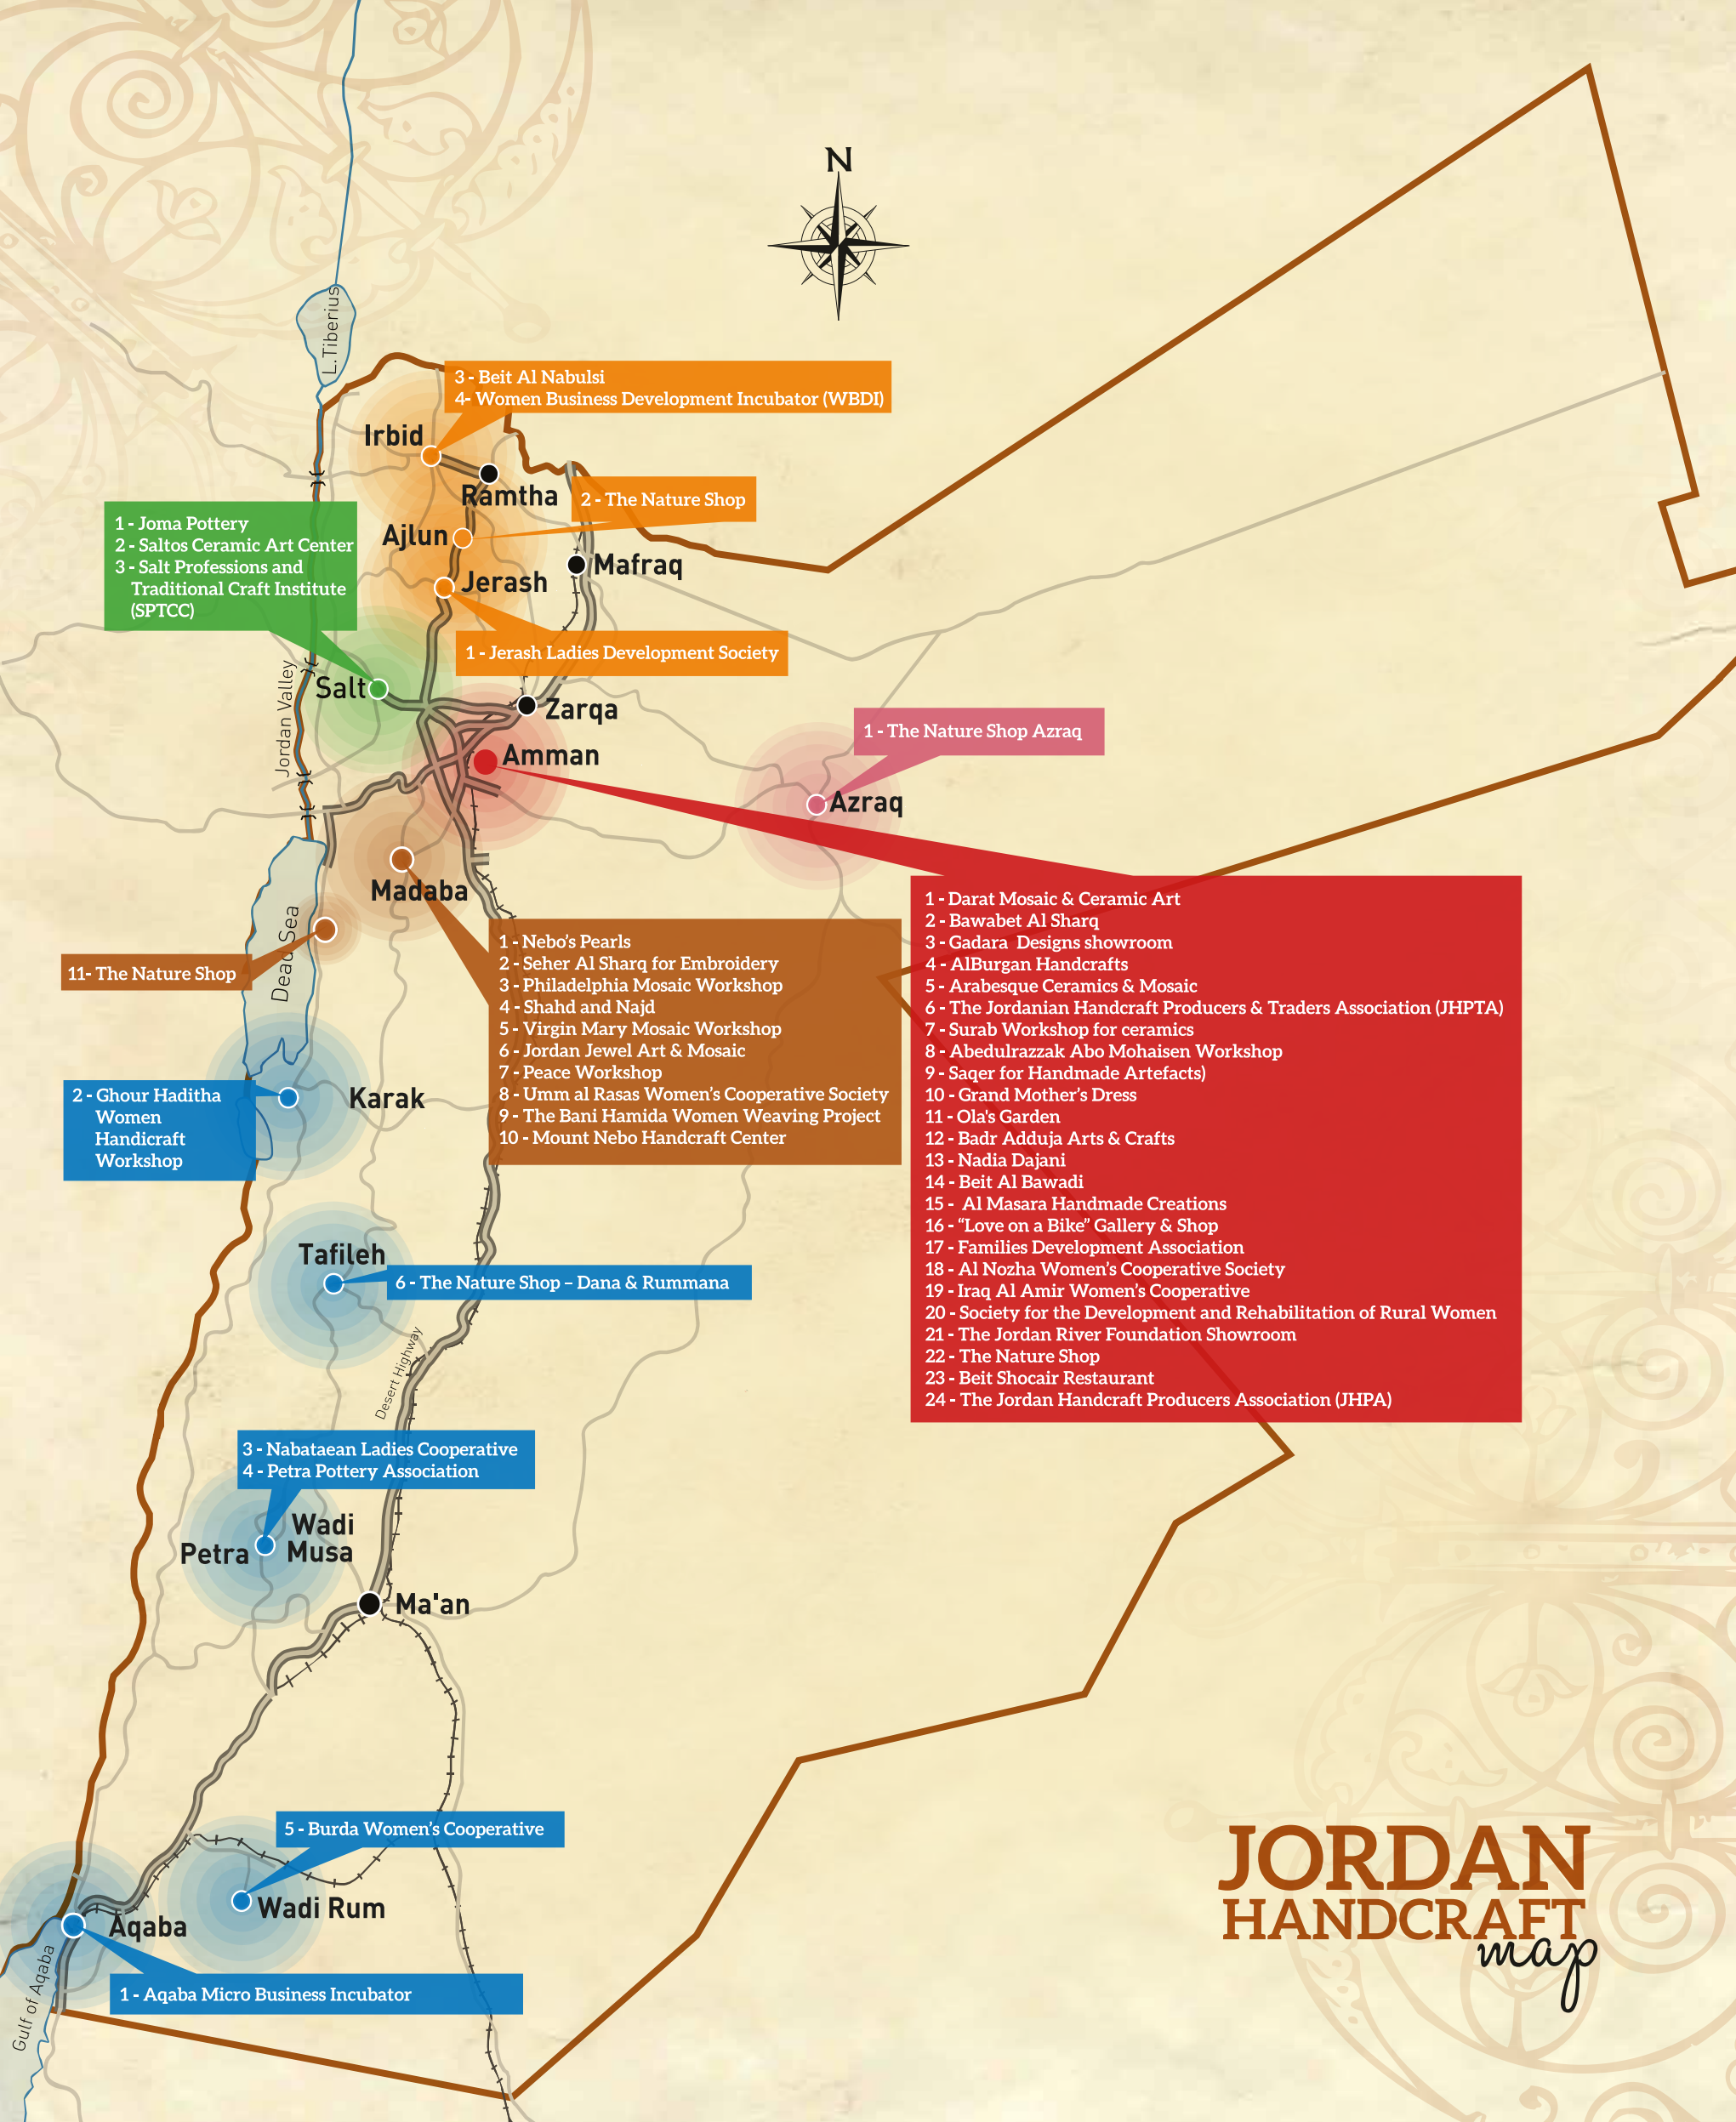 N
L.Tiberius
3 - Beit Al Nabulsi
4- Women Business Development Incubator (WBDI)
Irbid
Ramtha
2 - The Nature Shop
Ajlun
Mafraq
Jerash
1 - Joma Pottery
2 - Saltos Ceramic Art Center
3 - Salt Professions and
Traditional Craft Institute
(SPTCC)
1 - Jerash Ladies Development Society
Jordan Valley
Salt
Zarqa
Amman
1 - The Nature Shop Azraq
Azraq
Madaba
Dead Sea
11- The Nature Shop
1 - Nebo's Pearls
2 - Seher Al Sharq for Embroidery
3 - Philadelphia Mosaic Workshop
4 - Shahd and Najd
5 - Virgin Mary Mosaic Workshop
6 - Jordan Jewel Art & Mosaic
7 - Peace Workshop
8 - Umm al Rasas Women's Cooperative Society
9 - The Bani Hamida Women Weaving Project
10 - Mount Nebo Handcraft Center
1 - Darat Mosaic & Ceramic Art
2 - Bawabet Al Sharq
3 - Gadara  Designs showroom
4 - AlBurgan Handcrafts
5 - Arabesque Ceramics & Mosaic
6 - The Jordanian Handcraft Producers & Traders Association (JHPTA)
7 - Surab Workshop for ceramics
8 - Abedulrazzak Abo Mohaisen Workshop
9 - Saqer for Handmade Artefacts)
10 - Grand Mother's Dress
11 - Ola's Garden
12 - Badr Adduja Arts & Crafts
13 - Nadia Dajani
14 - Beit Al Bawadi
15 -  Al Masara Handmade Creations
16 - “Love on a Bike” Gallery & Shop
17 - Families Development Association
18 - Al Nozha Women's Cooperative Society
19 - Iraq Al Amir Women's Cooperative
20 - Society for the Development and Rehabilitation of Rural Women
21 - The Jordan River Foundation Showroom
22 - The Nature Shop
23 - Beit Shocair Restaurant
24 - The Jordan Handcraft Producers Association (JHPA)
2 - Ghour Haditha
Women
Handicraft
Workshop
Karak
Tafileh
6 - The Nature Shop – Dana & Rummana
Desert Highway
3 - Nabataean Ladies Cooperative
4 - Petra Pottery Association
Wadi
Musa
Petra
Ma'an
5 - Burda Women's Cooperative
Wadi Rum
Aqaba
1 - Aqaba Micro Business Incubator
Gulf of Aqaba
JORDAN
HANDCRAFT
map